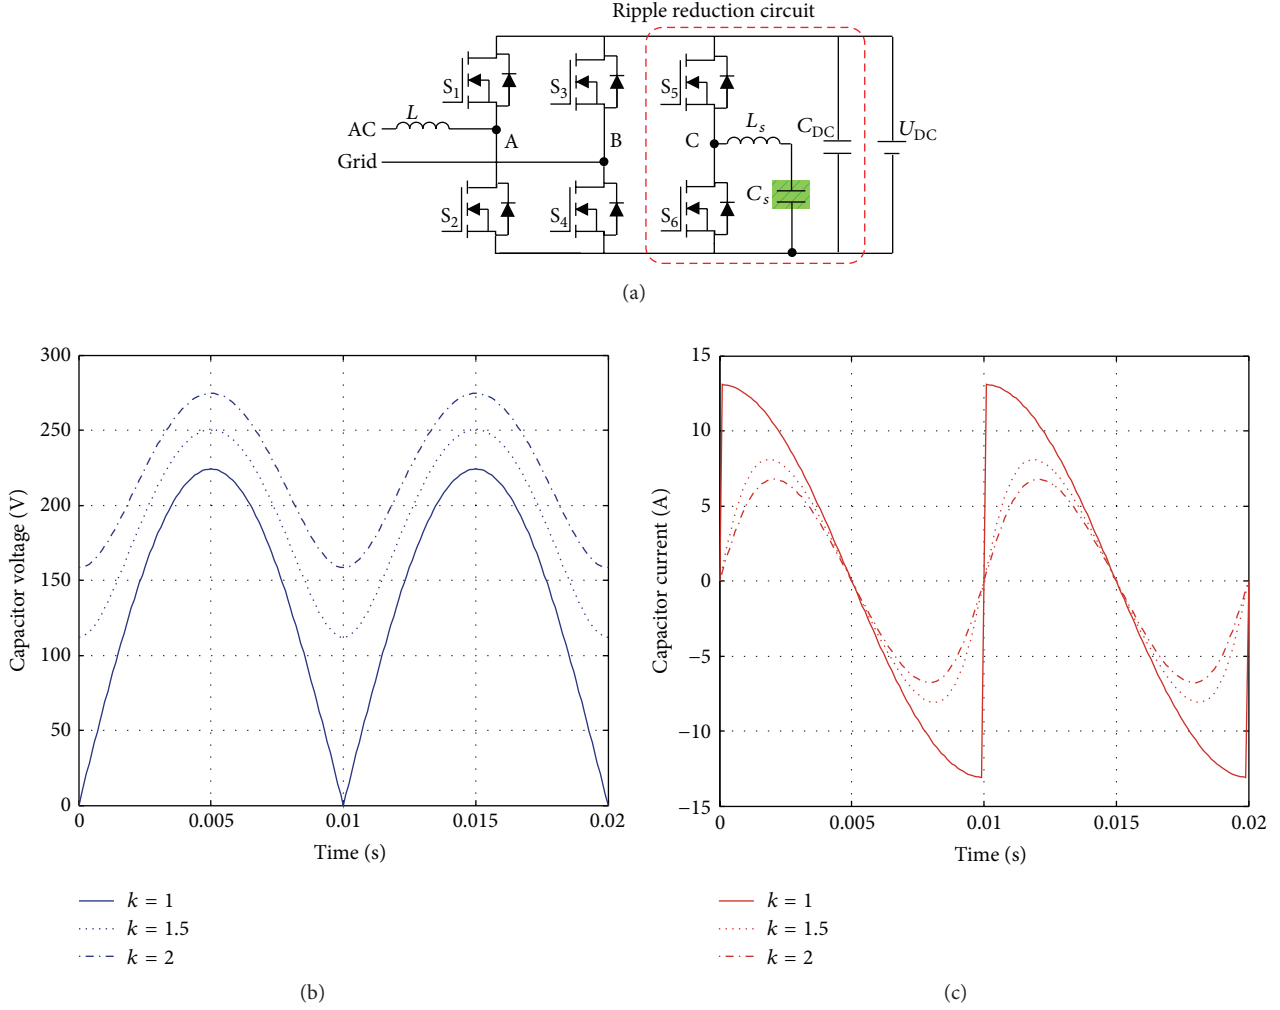 Ripple reduction circuit
S1
S3
S5
L
Ls
CDC
UDC
AC
A
B
C
Grid
Cs
S2
S4
S6
(a)
300
250
200
150
100
50
0
Capacitor voltage (V)
0
0.005
0.01
0.015
0.02
Time (s)
k = 1
k = 1.5
k = 2
(b)
15
10
5
0
−5
−10
−15
Capacitor current (A)
0
0.005
0.01
0.015
0.02
Time (s)
k = 1
k = 1.5
k = 2
(c)